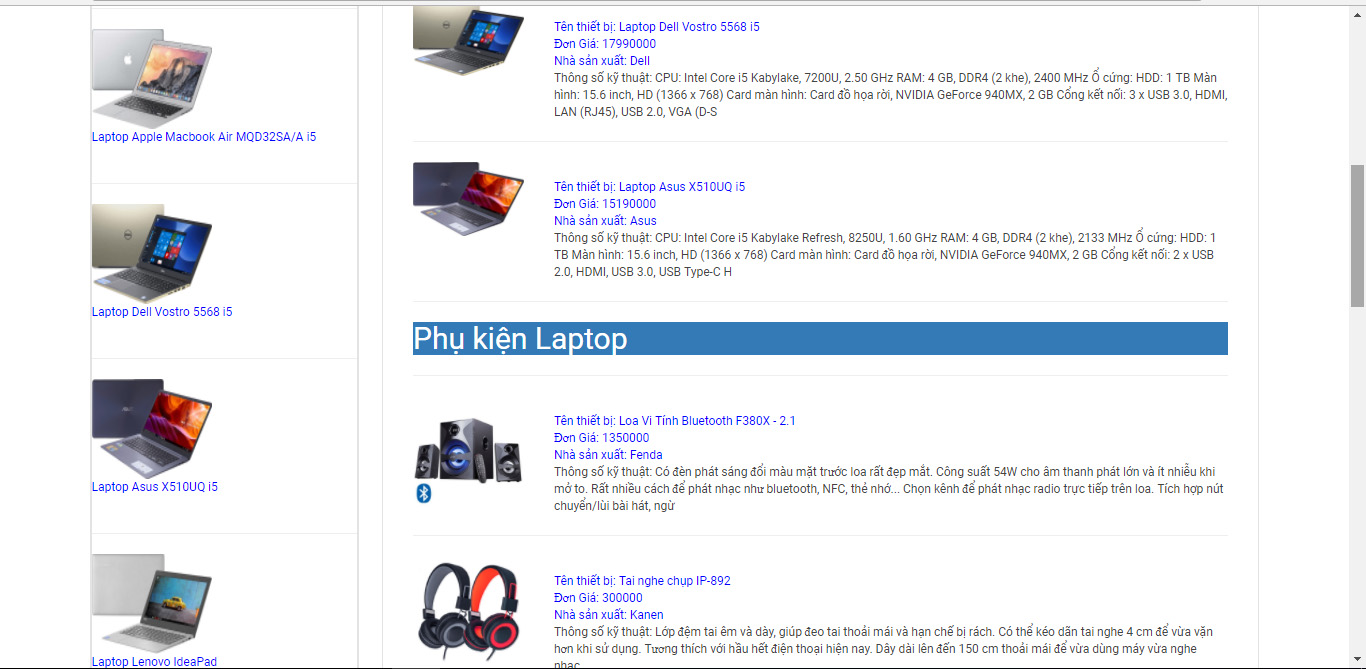 Laptop Apple Macbook Air MQD32SA/A i5
Laptop Dell Vostro 5568 i5
Laptop Asus X510UQ i5
Laptop Lenovo IdeaPad
Tên thiết bị: Laptop Dell Vostro 5568 i5
Đơn Giá: 17990000
Nhà sản xuất: Dell
Thông số kỹ thuật: CPU: Intel Core i5 Kabylake, 7200U, 2.50 GHz RAM: 4 GB, DDR4 (2 khe), 2400 MHz Ổ cứng: HDD: 1 TB Màn
hình: 15.6 inch, HD (1366 x 768) Card màn hình: Card đồ họa rời, NVIDIA GeForce 940MX, 2 GB Cổng kết nối: 3 x USB 3.0, HDMI,
LAN (RJ45), USB 2.0, VGA (D-S
Tên thiết bị: Laptop Asus X510UQ i5
Đơn Giá: 15190000
Nhà sản xuất: Asus
Thông số kỹ thuật: CPU: Intel Core i5 Kabylake Refresh, 8250U, 1.60 GHz RAM: 4 GB, DDR4 (2 khe), 2133 MHz Ổ cứng: HDD: 1
TB Màn hình: 15.6 inch, HD (1366 x 768) Card màn hình: Card đồ họa rời, NVIDIA GeForce 940MX, 2 GB Cổng kết nối: 2 x USB
2.0, HDMI, USB 3.0, USB Type-C H
Phụ kiện Laptop
Tên thiết bị: Loa Vi Tính Bluetooth F380X - 2.1
Đơn Giá: 1350000
Nhà sản xuất: Fenda
Thông số kỹ thuật: Có đèn phát sáng đổi màu mặt trước loa rất đẹp mắt. Công suất 54W cho âm thanh phát lớn và ít nhiễu khi
mở to. Rất nhiều cách để phát nhạc như bluetooth, NFC, thẻ nhớ... Chọn kênh để phát nhạc radio trực tiếp trên loa. Tích hợp nút
chuyển/lùi bài hát, ngừ
Tên thiết bị: Tai nghe chụp IP-892
Đơn Giá: 300000
Nhà sản xuất: Kanen
Thông số kỹ thuật: Lớp đệm tai êm và dày, giúp đeo tai thoải mái và hạn chế bị rách. Có thể kéo dãn tai nghe 4 cm để vừa vặn
hơn khi sử dụng. Tương thích với hầu hết điện thoại hiện nay. Dây dài lên đến 150 cm thoải mái để vừa dùng máy vừa nghe
nhạc